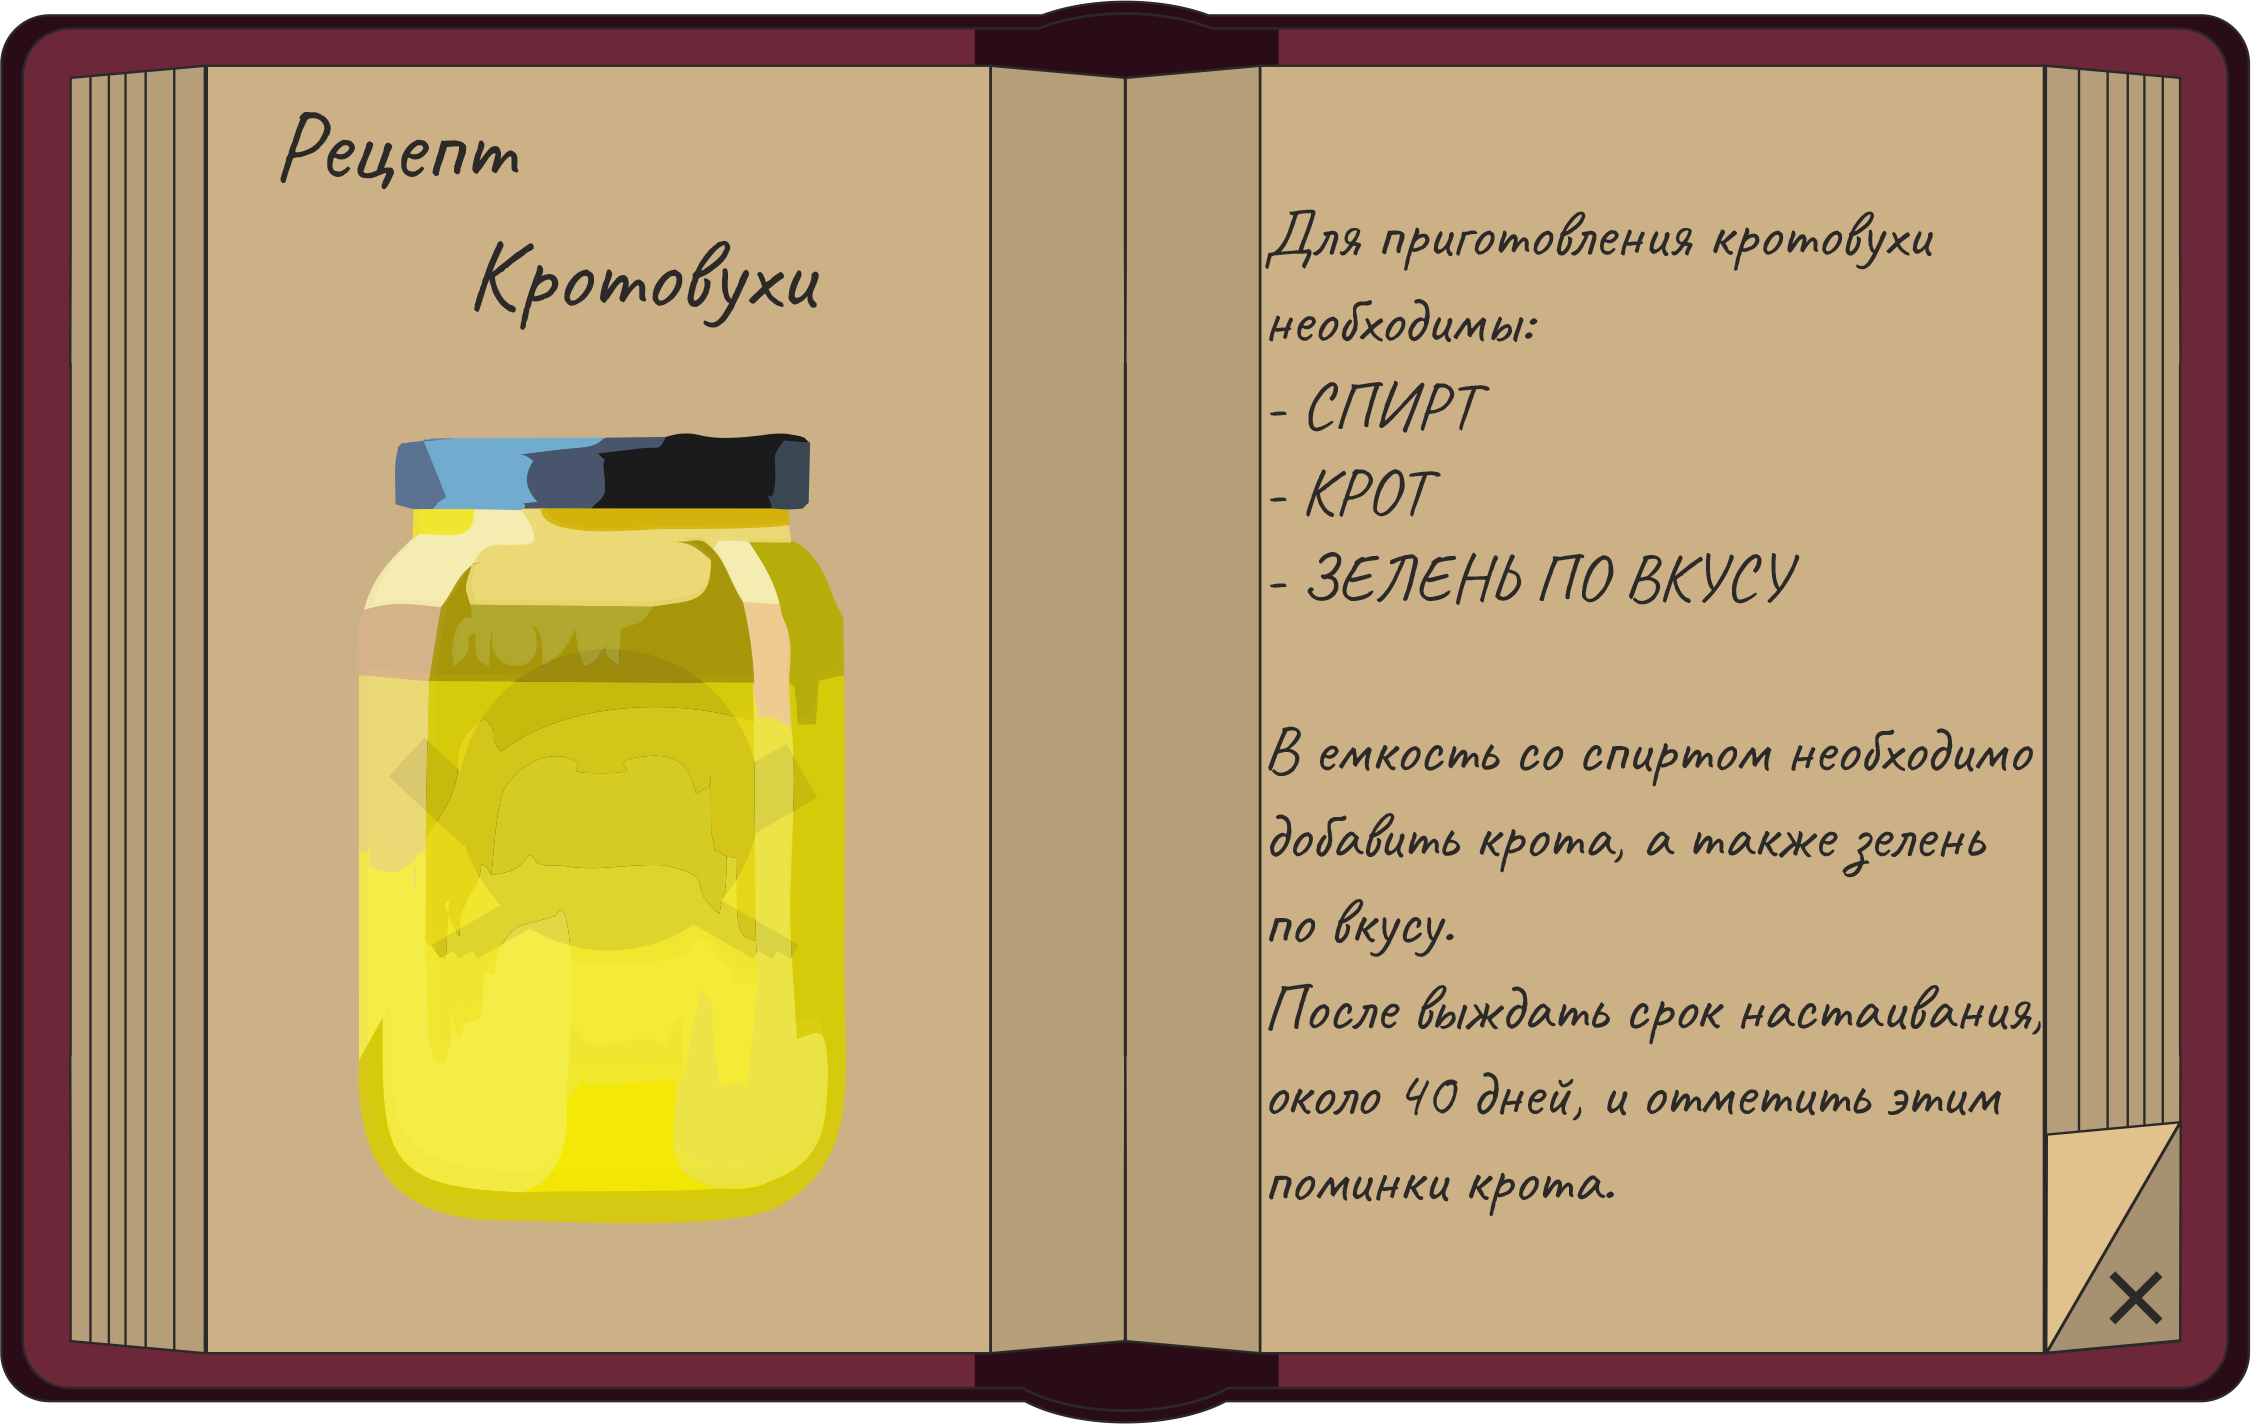 Рецепт
Кротовухи
Для приготовления кротовухи
необходимы:
- СПИРТ
- КРОТ
- ЗЕЛЕНЬ ПО ВКУСУ
В емкость со спиртом необходимо
добавить крота, а также зелень
по вкусу.
После выждать срок настаивания,
около 40 дней, и отметить этим
поминки крота.